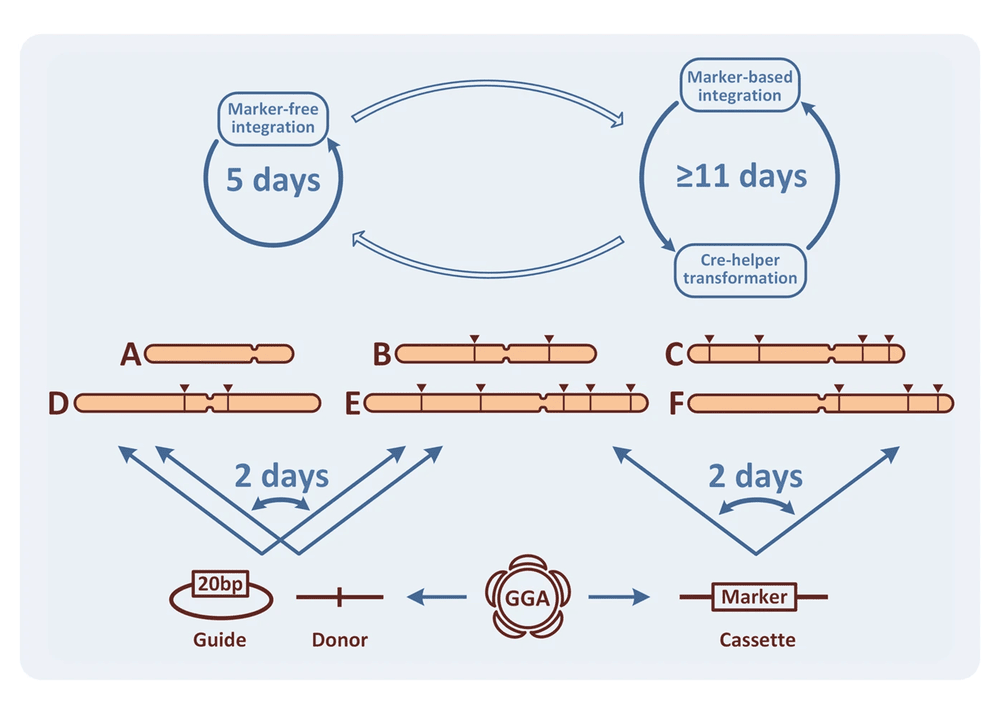 Marker-free
integration
5 days
Marker-based
integration
≥11 days
Cre-helper
transformation
A
B
C
D
E
F
2 days
2 days
20bp
Guide
Donor
GGA
Marker
Cassette